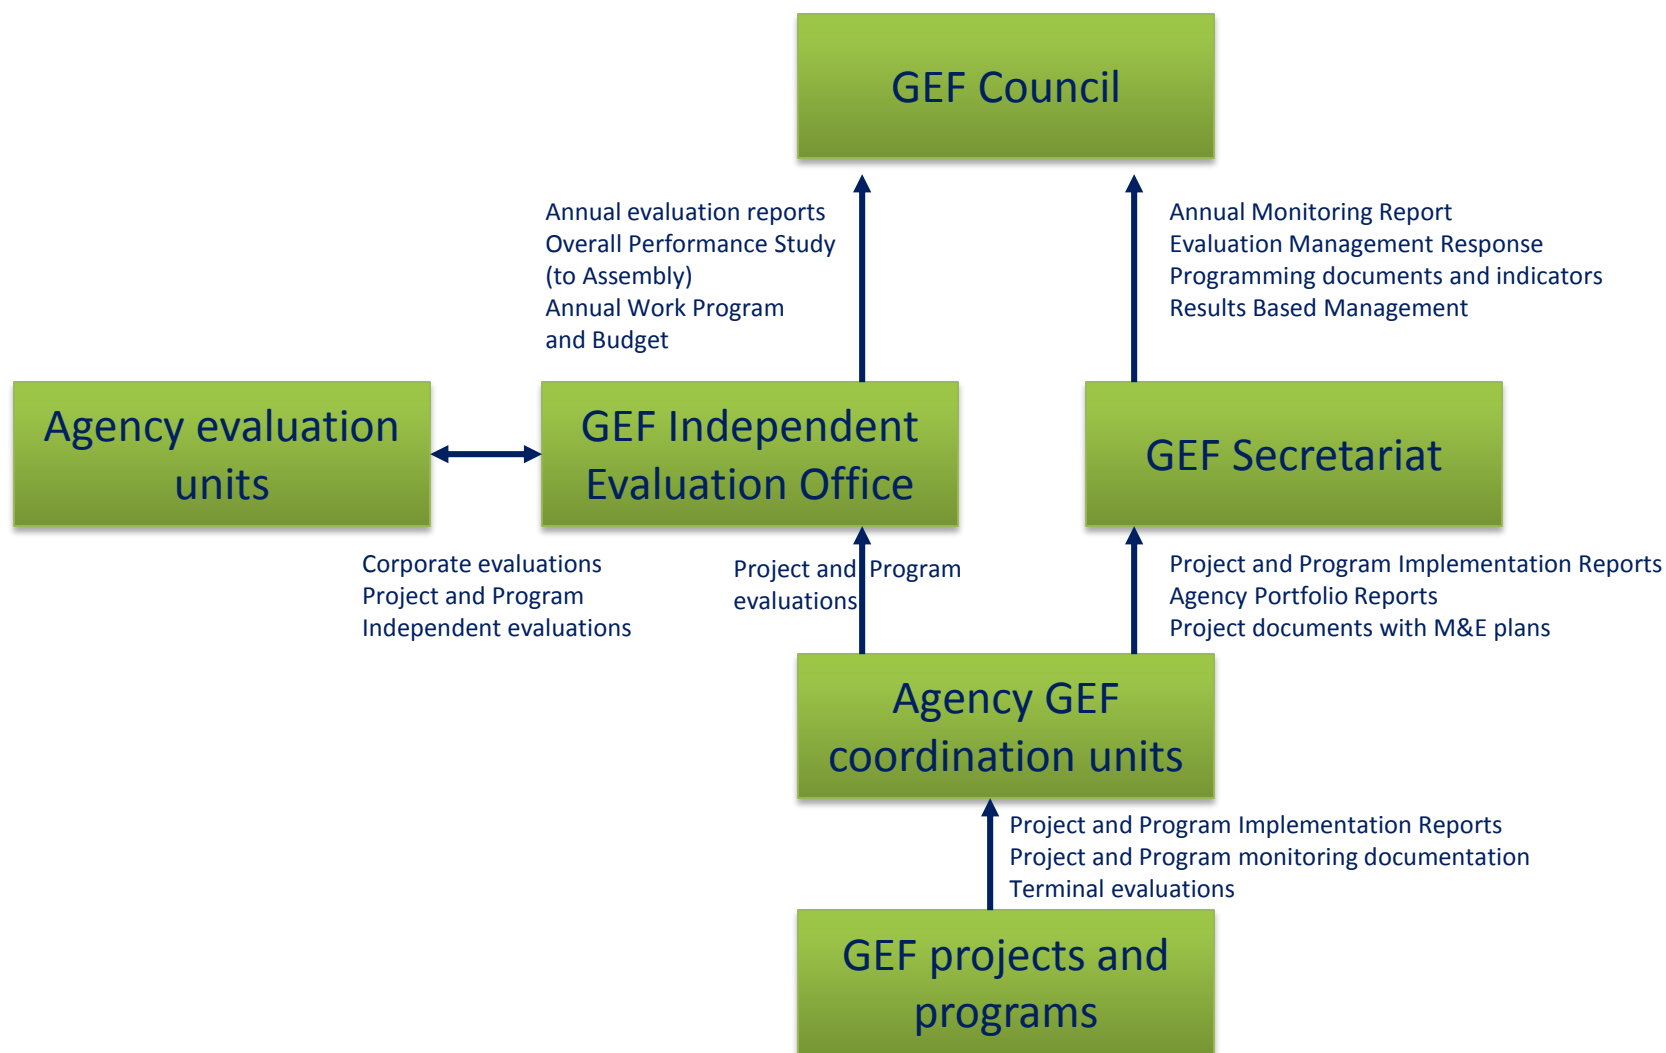 GEF Council
Annual evaluation reports
Overall Performance Study
(to Assembly)
Annual Work Program
and Budget
Annual Monitoring Report
Evaluation Management Response
Programming documents and indicators
Results Based Management
Agency evaluation
units
GEF Independent
Evaluation Office
GEF Secretariat
Corporate evaluations
Project and Program
Independent evaluations
Project and Program
evaluations
Project and Program Implementation Reports
Agency Portfolio Reports
Project documents with M&E plans
Agency GEF
coordination units
Project and Program Implementation Reports
Project and Program monitoring documentation
Terminal evaluations
GEF projects and
programs